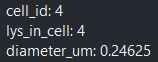 cell_id: 4
lys_in_cell: 4
diameter_um: 0.24625